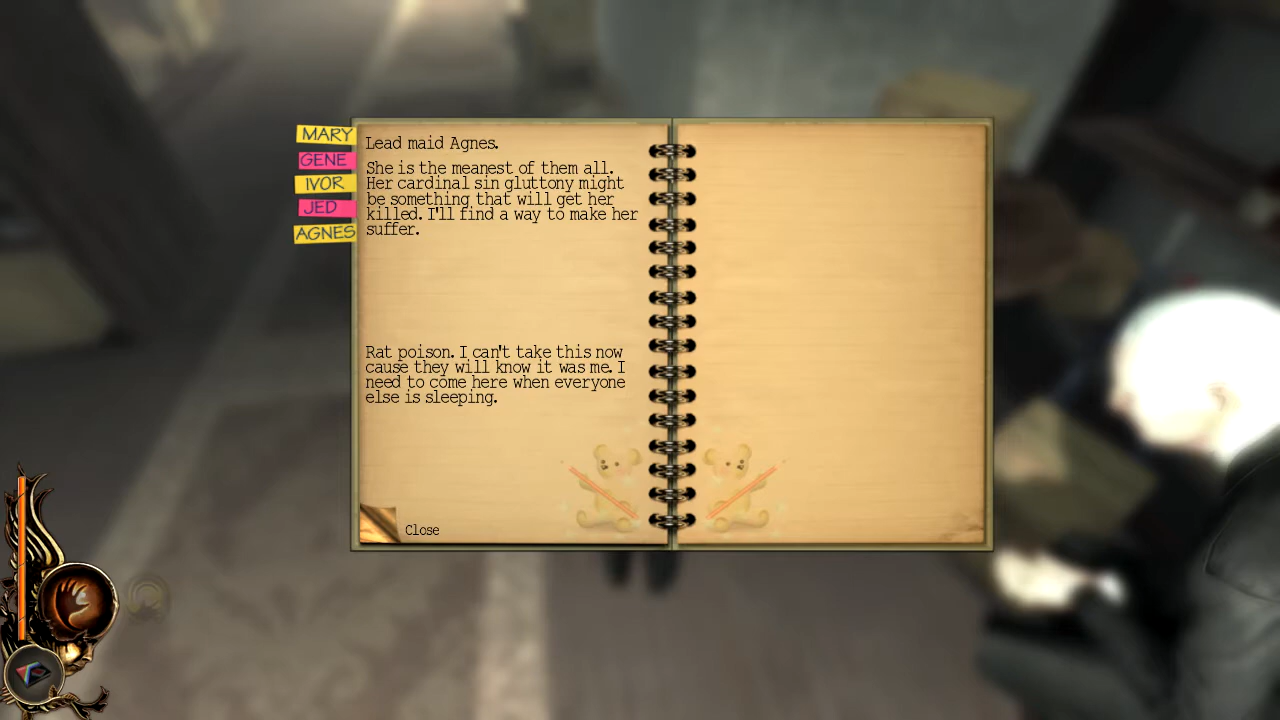 MARY
GENE
IVOR
JED
AGNES
Lead maid Agnes.
She is the meanest of them all.
Her cardinal sin gluttony might
be something that will get her
killed. I'll find a way to make her
suffer.
Rat poison. I can't take this now
cause they will know it was me. I
need to come here when everyone
else is sleeping.
Close